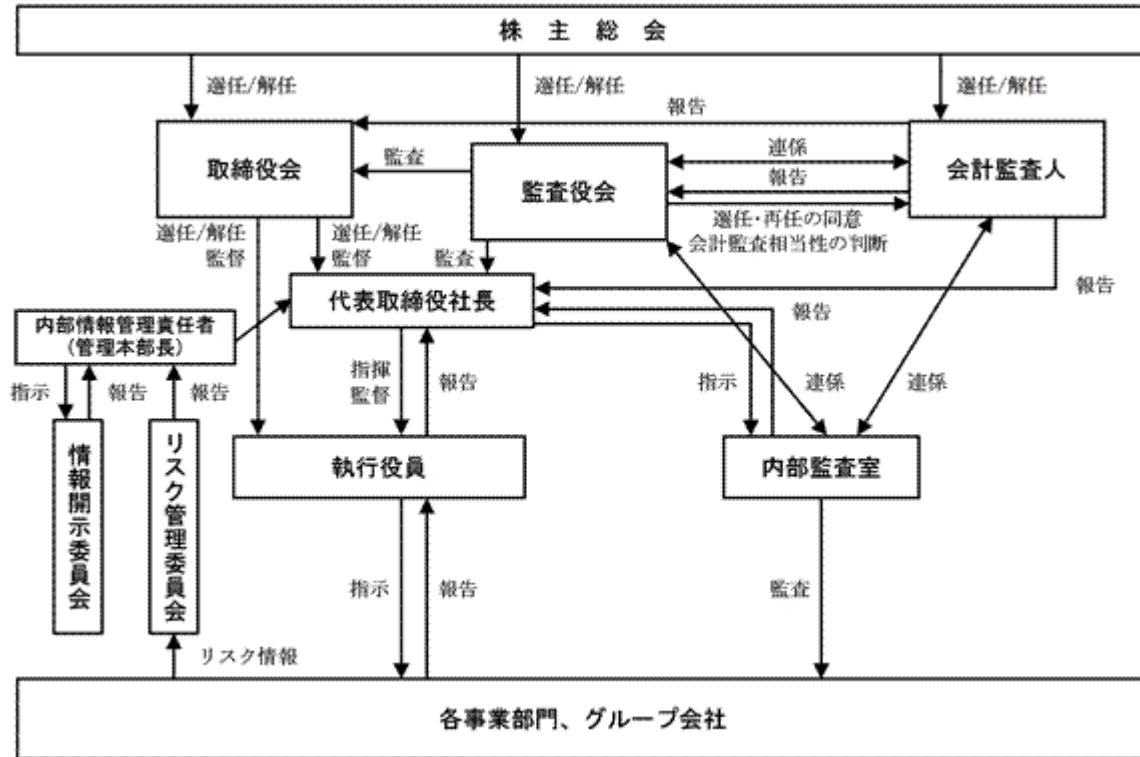 株主総会
選任/解任
選任/解任
選任/解任
報告
取締役会
監査
監査役会
連係
報告
会計監査人
選任・再任の同意
会計監査相当性の判断
選任/解任
監督
選任/解任
監督
監査
代表取締役社長
報告
報告
内部情報管理責任者
(管理本部長)
指示
報告
報告
指揮
監督
報告
指示
連係
連係
情報開示委員会
リスク管理委員会
執行役員
内部監査室
指示
報告
監査
リスク情報
各事業部門、グループ会社